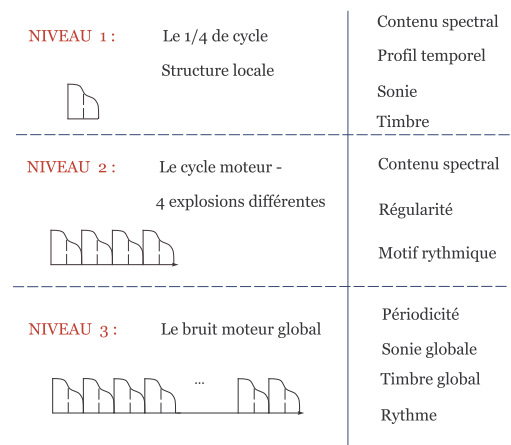 NIVEAU 1 :
Le 1/4 de cycle
Structure locale
Contenu spectral
Profil temporel
Sonie
Timbre
NIVEAU 2 :
Le cycle moteur -
4 explosions différentes
Contenu spectral
Régularité
Motif rythmique
NIVEAU 3 :
Le bruit moteur global
...
Périodicité
Sonie globale
Timbre global
Rythme